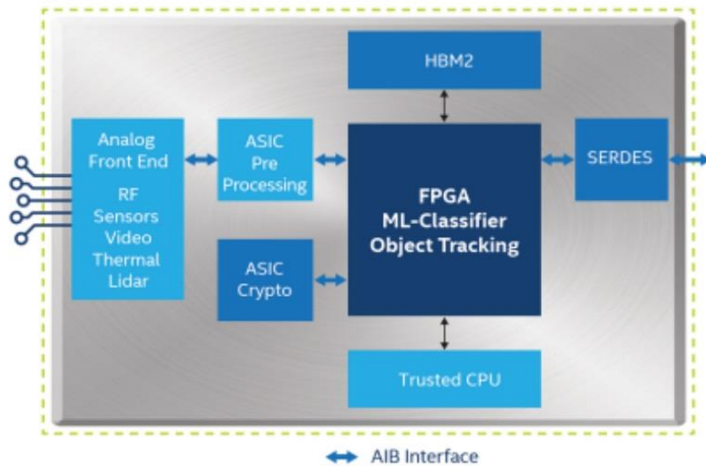 HBM2
Analog
Front End
RF
Sensors
Video
Thermal
Lidar
ASIC
Pre
Processing
ASIC
Crypto
FPGA
ML-Classifier
Object Tracking
SERDES
Trusted CPU
AIB Interface